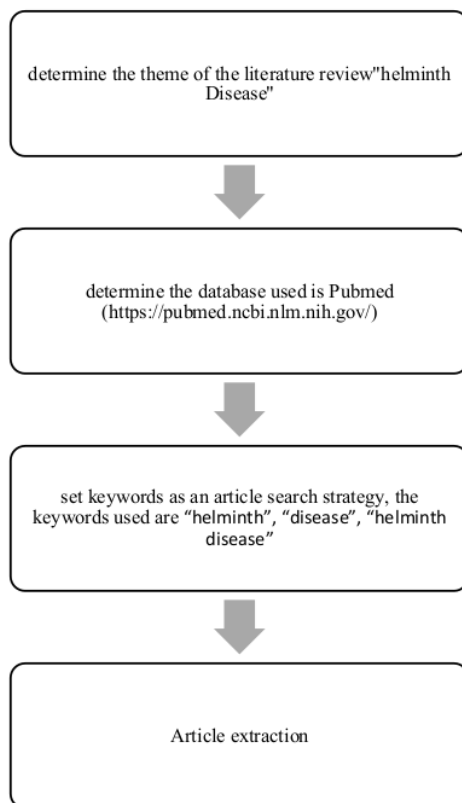 determine the theme of the literature review"helminth
Disease"
determine the database used is Pubmed
(https://pubmed.ncbi.nlm.nih.gov/)
set keywords as an article search strategy, the
keywords used are “helminth”, “disease”, “helminth
disease”
Article extraction